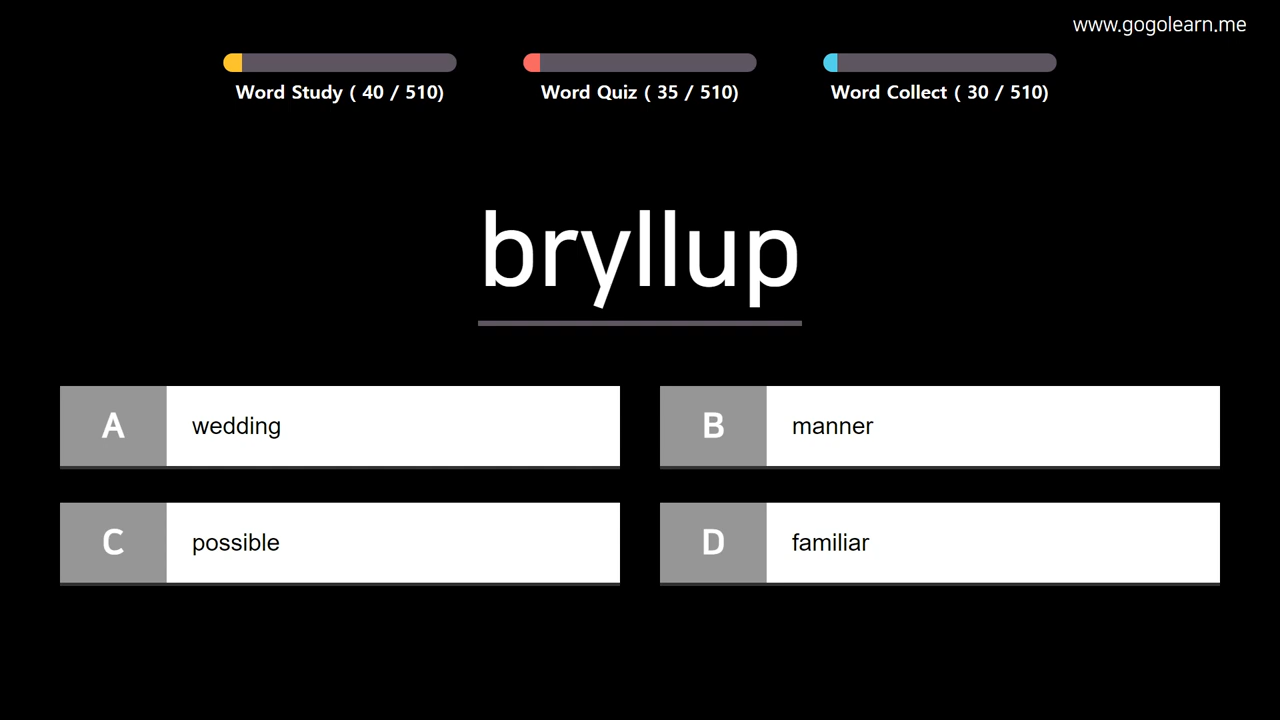 www.gogolearn.me
Word Study ( 40 / 510)
Word Quiz ( 35 / 510)
Word Collect ( 30 / 510)
bryllup
A
wedding
B
manner
C
possible
D
familiar